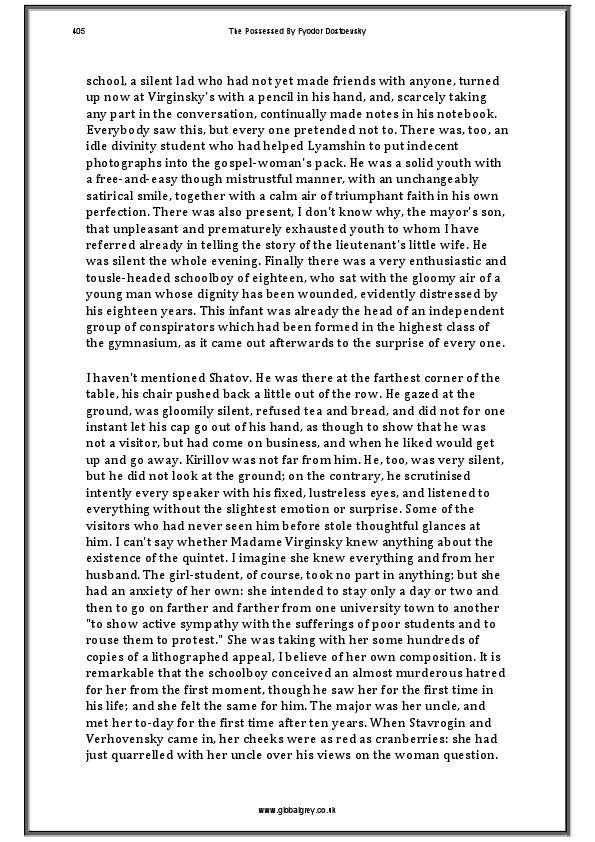 405
The Possessed By Fyodor Dostoevsky
school, a silent lad who had not yet made friends with anyone, turned
up now at Virginsky's with a pencil in his hand, and, scarcely taking
any part in the conversation, continually made notes in his notebook.
Everybody saw this, but every one pretended not to. There was, too, an
idle divinity student who had helped Lyamshin to put indecent
photographs into the gospel-woman's pack. He was a solid youth with
a free-and-easy though mistrustful manner, with an unchangeably
satirical smile, together with a calm air of triumphant faith in his own
perfection. There was also present, I don't know why, the mayor's son,
that unpleasant and prematurely exhausted youth to whom I have
referred already in telling the story of the lieutenant's little wife. He
was silent the whole evening. Finally there was a very enthusiastic and
tousle-headed schoolboy of eighteen, who sat with the gloomy air of a
young man whose dignity has been wounded, evidently distressed by
his eighteen years. This infant was already the head of an independent
group of conspirators which had been formed in the highest class of
the gymnasium, as it came out afterwards to the surprise of every one.
I haven't mentioned Shatov. He was there at the farthest corner of the
table, his chair pushed back a little out of the row. He gazed at the
ground, was gloomily silent, refused tea and bread, and did not for one
instant let his cap go out of his hand, as though to show that he was
not a visitor, but had come on business, and when he liked would get
up and go away. Kirillov was not far from him. He, too, was very silent,
but he did not look at the ground; on the contrary, he scrutinised
intently every speaker with his fixed, lustreless eyes, and listened to
everything without the slightest emotion or surprise. Some of the
visitors who had never seen him before stole thoughtful glances at
him. I can't say whether Madame Virginsky knew anything about the
existence of the quintet. I imagine she knew everything and from her
husband. The girl-student, of course, took no part in anything; but she
had an anxiety of her own: she intended to stay only a day or two and
then to go on farther and farther from one university town to another
"to show active sympathy with the sufferings of poor students and to
rouse them to protest." She was taking with her some hundreds of
copies of a lithographed appeal, I believe of her own composition. It is
remarkable that the schoolboy conceived an almost murderous hatred
for her from the first moment, though he saw her for the first time in
his life; and she felt the same for him. The major was her uncle, and
met her to-day for the first time after ten years. When Stavrogin and
Verhovensky came in, her cheeks were as red as cranberries: she had
just quarrelled with her uncle over his views on the woman question.
www.globalgrey.co.uk